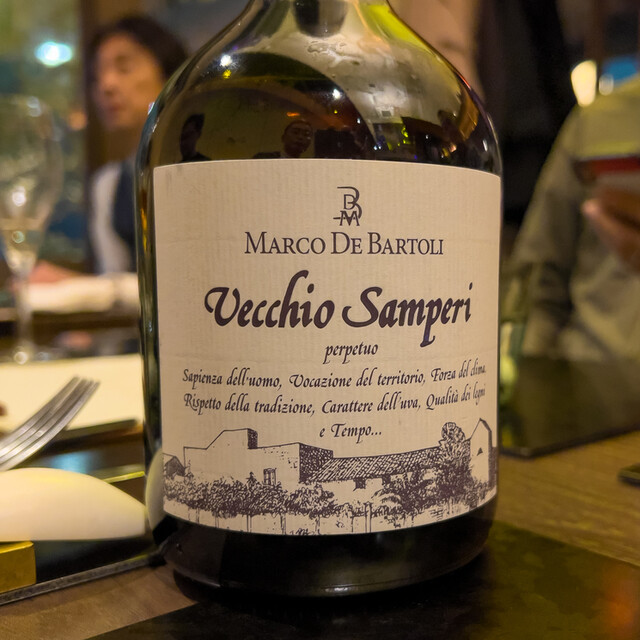 DBM
MARCO DE BARTOLI
Vecchio Samperi
perpetuo
Sapienza dell'uomo, Vocazione del territorio, Forza del clima,
Rispetto della tradizione, Carattere dell'uva, Qualità dei legni
e Tempo...